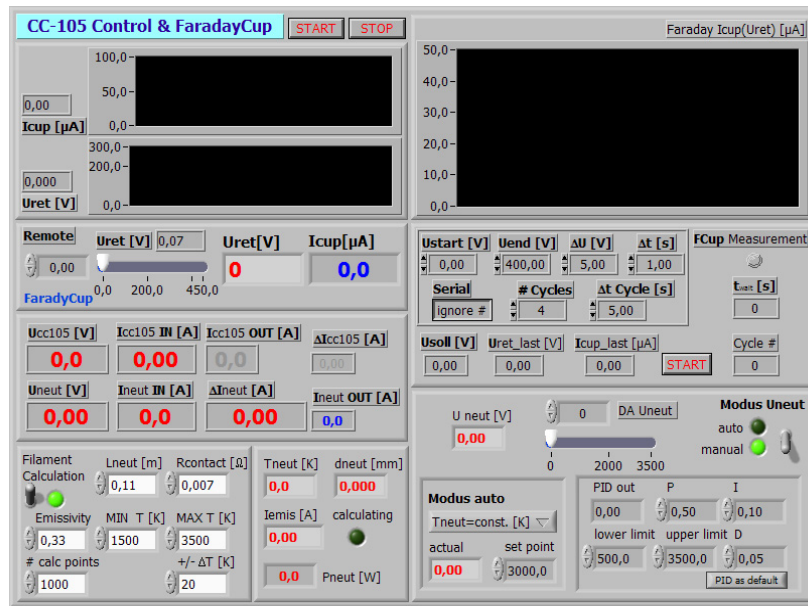 CC-105 Control & FaradayCup START STOP
100,0
50,0
0,0
0,00
Icup [µA]
300,0
200,0
0,0
0,000
Uret [V]
Faraday Icup(Uret) [µA]
50,0
40,0
30,0
20,0
10,0
0,0
Remote
0,00
FaradyCup
Uret [V] 0,07
0,0 200,0 450,0
Uret[V] Icup[µA]
0 0,0
Ustart [V] Uend [V] ΔU [V] Δt [s]
0,00 400,00 5,00 1,00
Serial # Cycles Δt Cycle [s]
ignore # 4 5,00
FCup Measurement
twait [s]
0
Usoll [V] Uret_last [V] Icup_last [µA] Cycle #
0,00 0,00 0,00 START 0
Ucc105 [V] Icc105 IN [A] Icc105 OUT [A] ΔIcc105 [A]
0,0 0,00 0,0 0,00
Uneut [V] Ineut IN [A] ΔIneut [A] Ineut OUT [A]
0,00 0,0 0,00 0,0
U neut [V]
0,00
0 DA Uneut
0 2000 3500
Modus Uneut
auto
manual
Filament
Calculation
Lneut [m] Rcontact [Ω]
0,11 0,007
Emissivity MIN T [K] MAX T [K]
0,33 1500 3500
# calc points +/- ΔT [K]
1000 20
Tneut [K] dneut [mm]
0,0 0,000
Iemis [A] calculating
0,00
0,0 Pneut [W]
Modus auto
Tneut=const. [K]
actual set point
0,00 3000,0
PID out P I
0,00 0,50 0,10
lower limit upper limit D
500,0 3500,0 0,05
PID as default